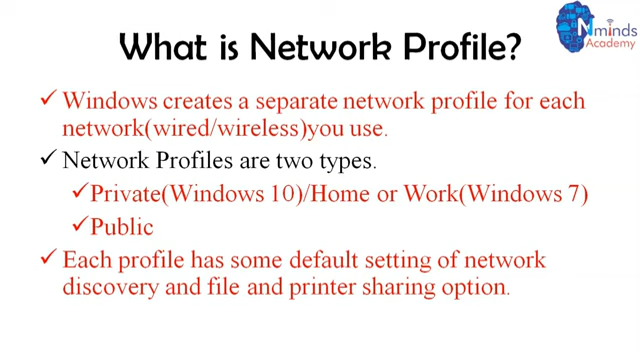 What is Network Profile?
Nminds
Academy
✓ Windows creates a separate network profile for each
network(wired/wireless)you use.
✓ Network Profiles are two types.
✓Private(Windows 10)/Home or Work(Windows 7)
✓Public
✓ Each profile has some default setting of network
discovery and file and printer sharing option.